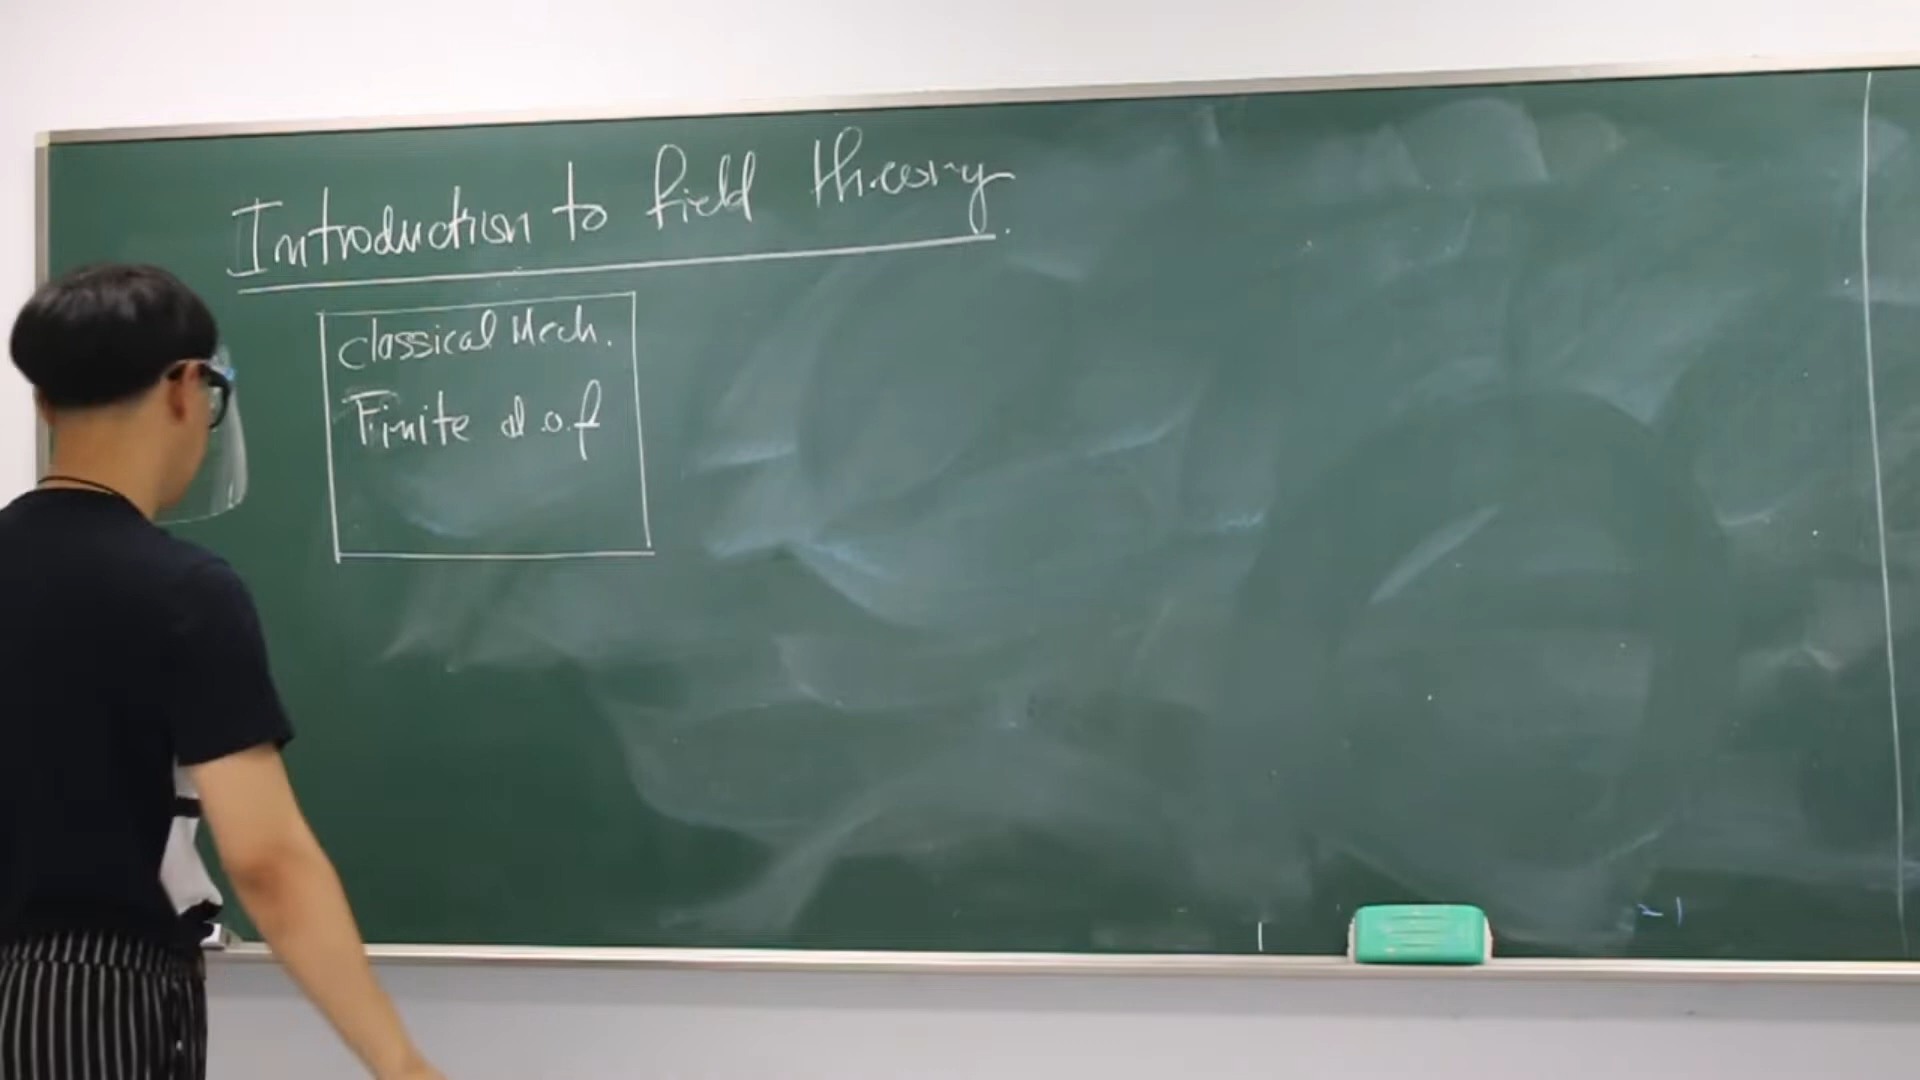 Introduction to field theory.
Classical Mech.
Finite d.o.f